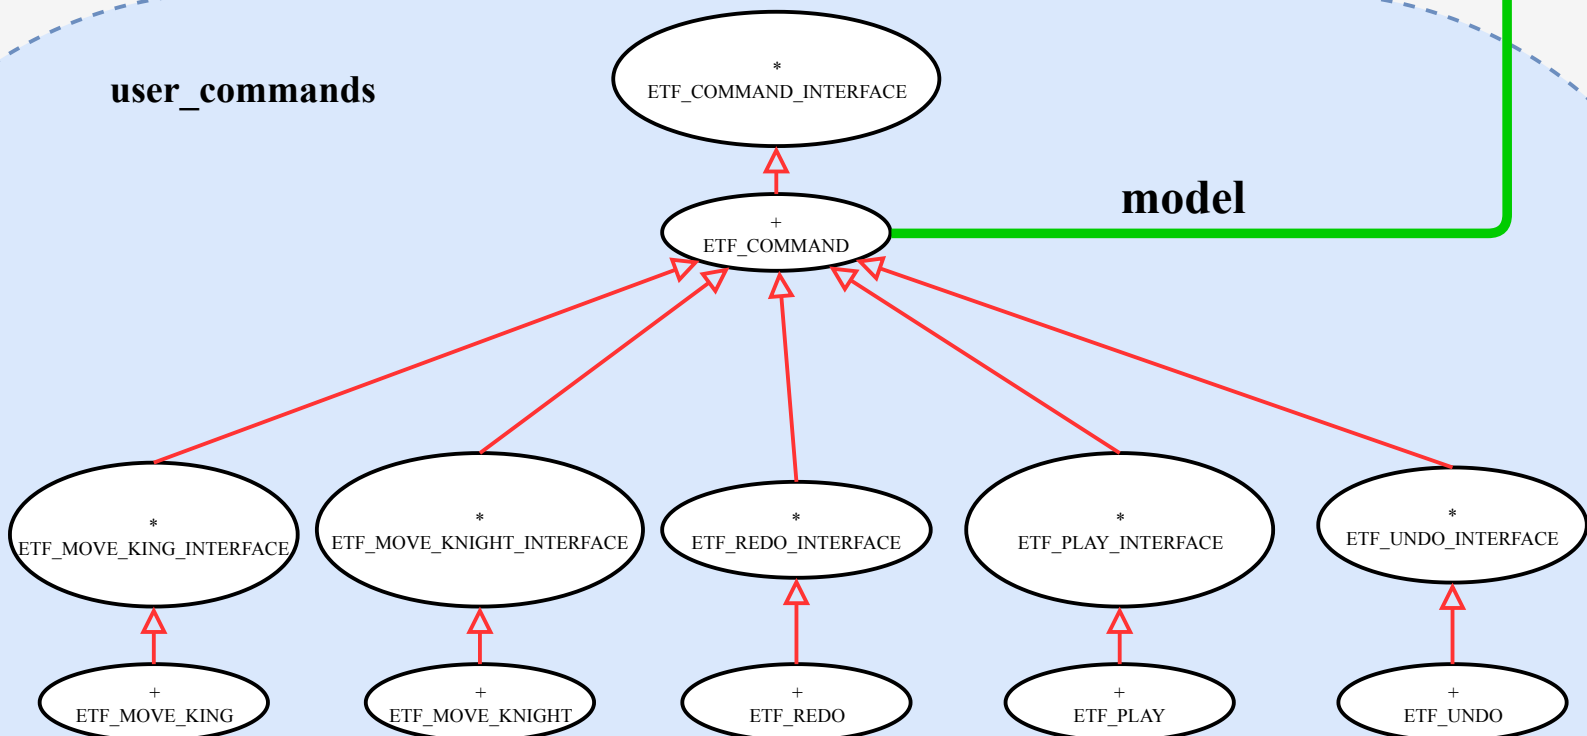 user_commands
*
ETF_COMMAND_INTERFACE
+
ETF_COMMAND
model
*
ETF_MOVE_KING_INTERFACE
*
ETF_MOVE_KNIGHT_INTERFACE
*
ETF_REDO_INTERFACE
*
ETF_PLAY_INTERFACE
*
ETF_UNDO_INTERFACE
+
ETF_MOVE_KING
+
ETF_MOVE_KNIGHT
+
ETF_REDO
+
ETF_PLAY
+
ETF_UNDO